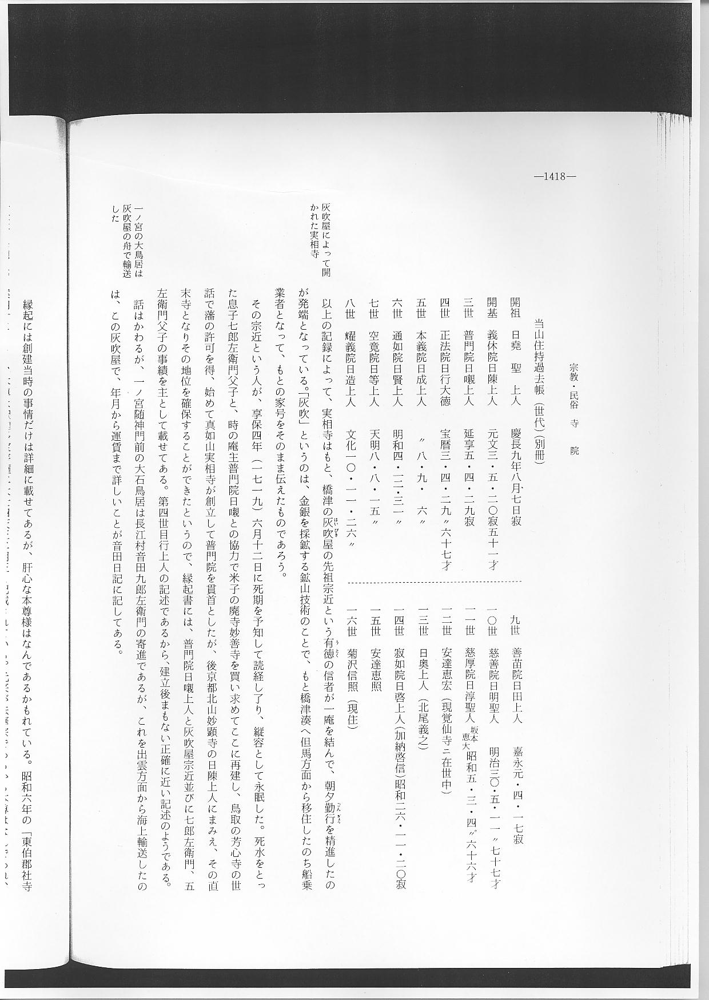 ―1418―
宗教・民俗 寺 院
当山住持過去帳(世代)(別冊)
開祖 日堯 聖 上人 慶長九年八月七日寂
開基 義休院日陳上人 元文三・五・二〇寂五十一才
三世 普門院日囎上人 延享五・四・二九寂
四世 正法院日行大徳 宝暦三・四・二九〃六十七才
五世 本義院日成上人 〃 八・九・ 六〃
六世 通如院日賢上人 明和四・一二・三一〃
七世 空竟院日等上人 天明八・八・一五〃
八世 耀義院日造上人 文化一〇・一一・二六〃
九世 善苗院日田上人 嘉永元・四・一七寂
一〇世 慈善院日明聖人 明治三〇・五・一一〃七十七才
一一世 慈厚院日淳聖人 坂本恵大 昭和五・三・四〃六十六才
一二世 安達恵宏(現覚仙寺ニ在世中)
一三世 日奥上人(北尾義之)
一四世 寂如院日啓上人(加納啓信)昭和二六・一一・二〇寂
一五世 安達恵照
一六世 菊沢信照(現住)
灰吹屋によって開
かれた実相寺
以上の記録によって、実相寺はもと、橋津の灰吹屋の先祖宗近という有徳の信者が一庵を結んで、朝夕勤行を精進したの
が発端となっている。「灰吹」というのは、金銀を採鉱する鉱山技術のことで、もと橋津湊へ但馬方面から移住したのち船乗
業者となって、もとの家号をそのまま伝えたものであろう。
その宗近という人が、享保四年(一七一九)六月十二日に死期を予知して読経し了り、縦容として永眠した。死水をとっ
た息子七郎左衛門父子と、時の庵主普門院日囎との協力で米子の廃寺妙善寺を買い求めてここに再建し、鳥取の芳心寺の世
話で藩の許可を得、始めて真如山実相寺が創立して普門院を貫首としたが、後京都北山妙顕寺の日陳上人にまみえ、その直
末寺となりその地位を確保することができたというので、縁起書には、普門院日囎上人と灰吹屋宗近並びに七郎左衛門、五
左衛門父子の事績を主として載せてある。第四世目行上人の記述であるから、建立後まもない正確に近い記述のようである。
一ノ宮の大鳥居は
灰吹屋の舟で輸送
した
話はかわるが、一ノ宮随神門前の大石鳥居は長江村音田九郎左衛門の寄進であるが、これを出雲方面から海上輸送したの
は、この灰吹屋で、年月から運賃まで詳しいことが音田日記に記してある。
縁起には創建当時の事情だけは詳細に載せてあるが、肝心な本尊様はなんであるかもれている。昭和六年の「東伯郡社寺